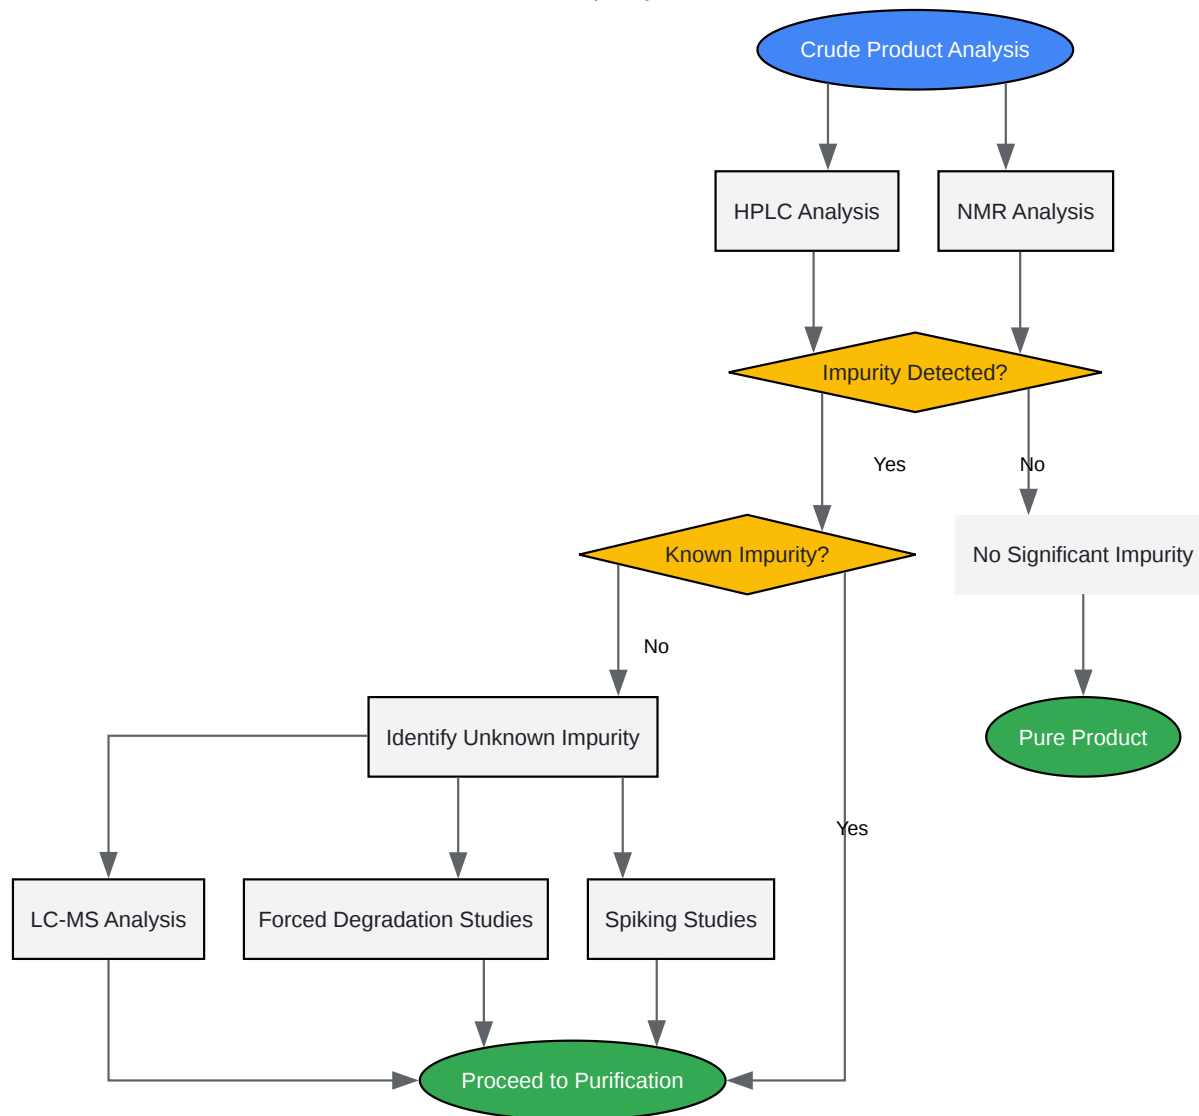 Crude Product Analysis
HPLC Analysis
NMR Analysis
Impurity Detected?
Yes
No
Known Impurity?
No Significant Impurity
No
Identify Unknown Impurity
Pure Product
Yes
LC-MS Analysis
Forced Degradation Studies
Spiking Studies
Proceed to Purification